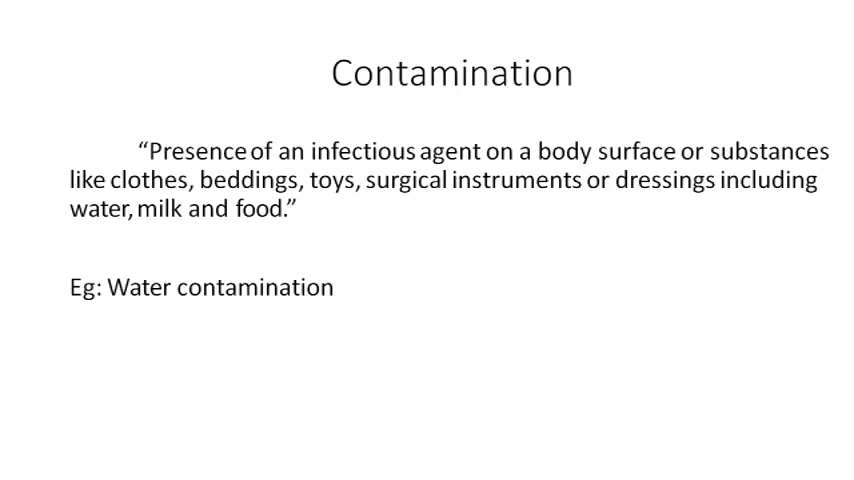 Contamination
“Presence of an infectious agent on a body surface or substances
like clothes, beddings, toys, surgical instruments or dressings including
water, milk and food.”
Eg: Water contamination